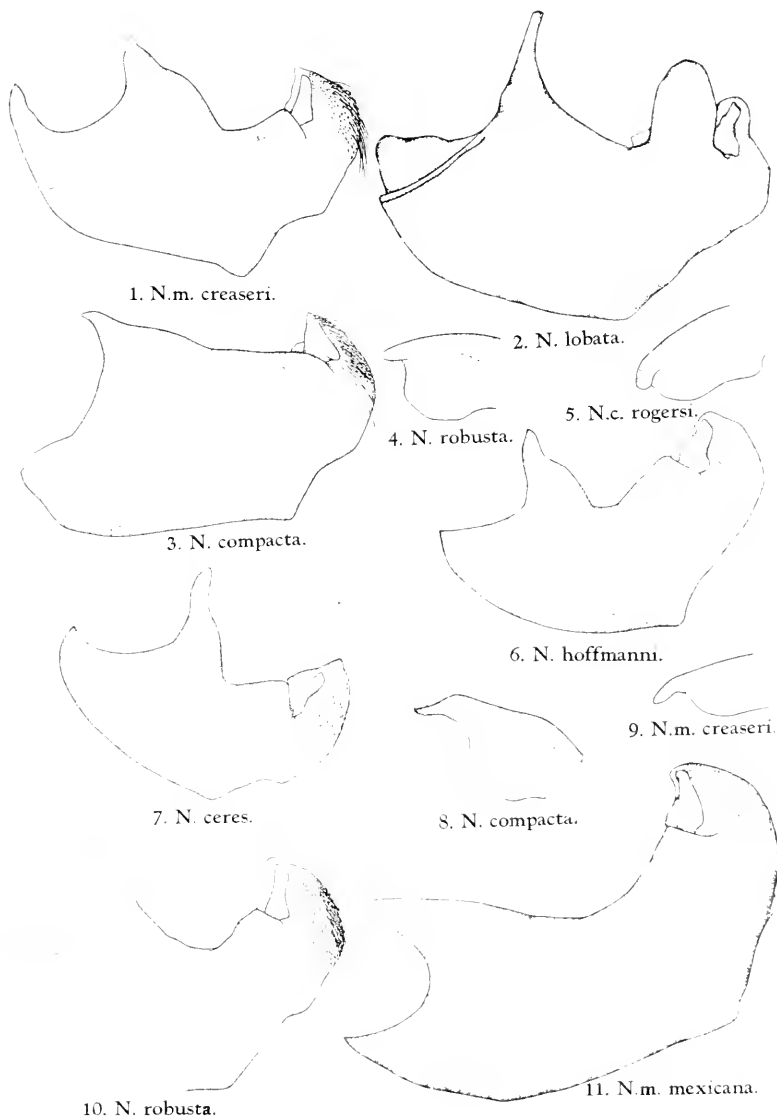 1. N.m. creaseri.
2. N. lobata.
3. N. compacta.
4. N. robusta.
5. N.c. rogersi.
6. N. hoffmanni.
7. N. ceres.
8. N. compacta.
9. N.m. creaseri.
10. N. robusta.
11. N.m. mexicana.